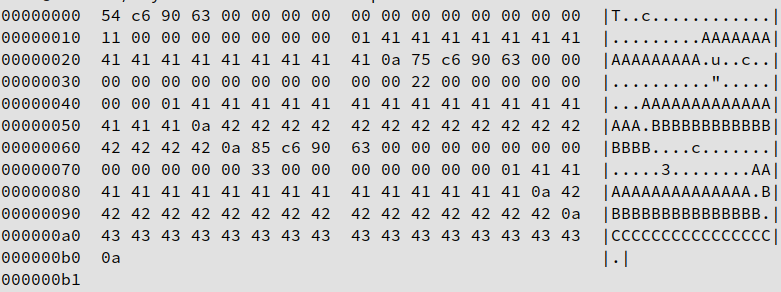 00000000 54 c6 90 63 00 00 00 00 00 00 00 00 00 00 00 00 |T..c............|
00000010 11 00 00 00 00 00 00 00 01 41 41 41 41 41 41 41 |.........AAAAAAA|
00000020 41 41 41 41 41 41 41 41 41 0a 75 c6 90 63 00 00 |AAAAAAAAA.u..c..|
00000030 00 00 00 00 00 00 00 00 00 00 22 00 00 00 00 00 |..........".....|
00000040 00 00 01 41 41 41 41 41 41 41 41 41 41 41 41 41 |...AAAAAAAAAAAAA|
00000050 41 41 41 0a 42 42 42 42 42 42 42 42 42 42 42 42 |AAA.BBBBBBBBBBBB|
00000060 42 42 42 42 0a 85 c6 90 63 00 00 00 00 00 00 00 |BBBB....c.......|
00000070 00 00 00 00 00 33 00 00 00 00 00 00 00 01 41 41 |.....3........AA|
00000080 41 41 41 41 41 41 41 41 41 41 41 41 41 41 0a 42 |AAAAAAAAAAAAAA.B|
00000090 42 42 42 42 42 42 42 42 42 42 42 42 42 42 42 0a |BBBBBBBBBBBBBBB.|
000000a0 43 43 43 43 43 43 43 43 43 43 43 43 43 43 43 43 |CCCCCCCCCCCCCCCC|
000000b0 0a |.|
000000b1